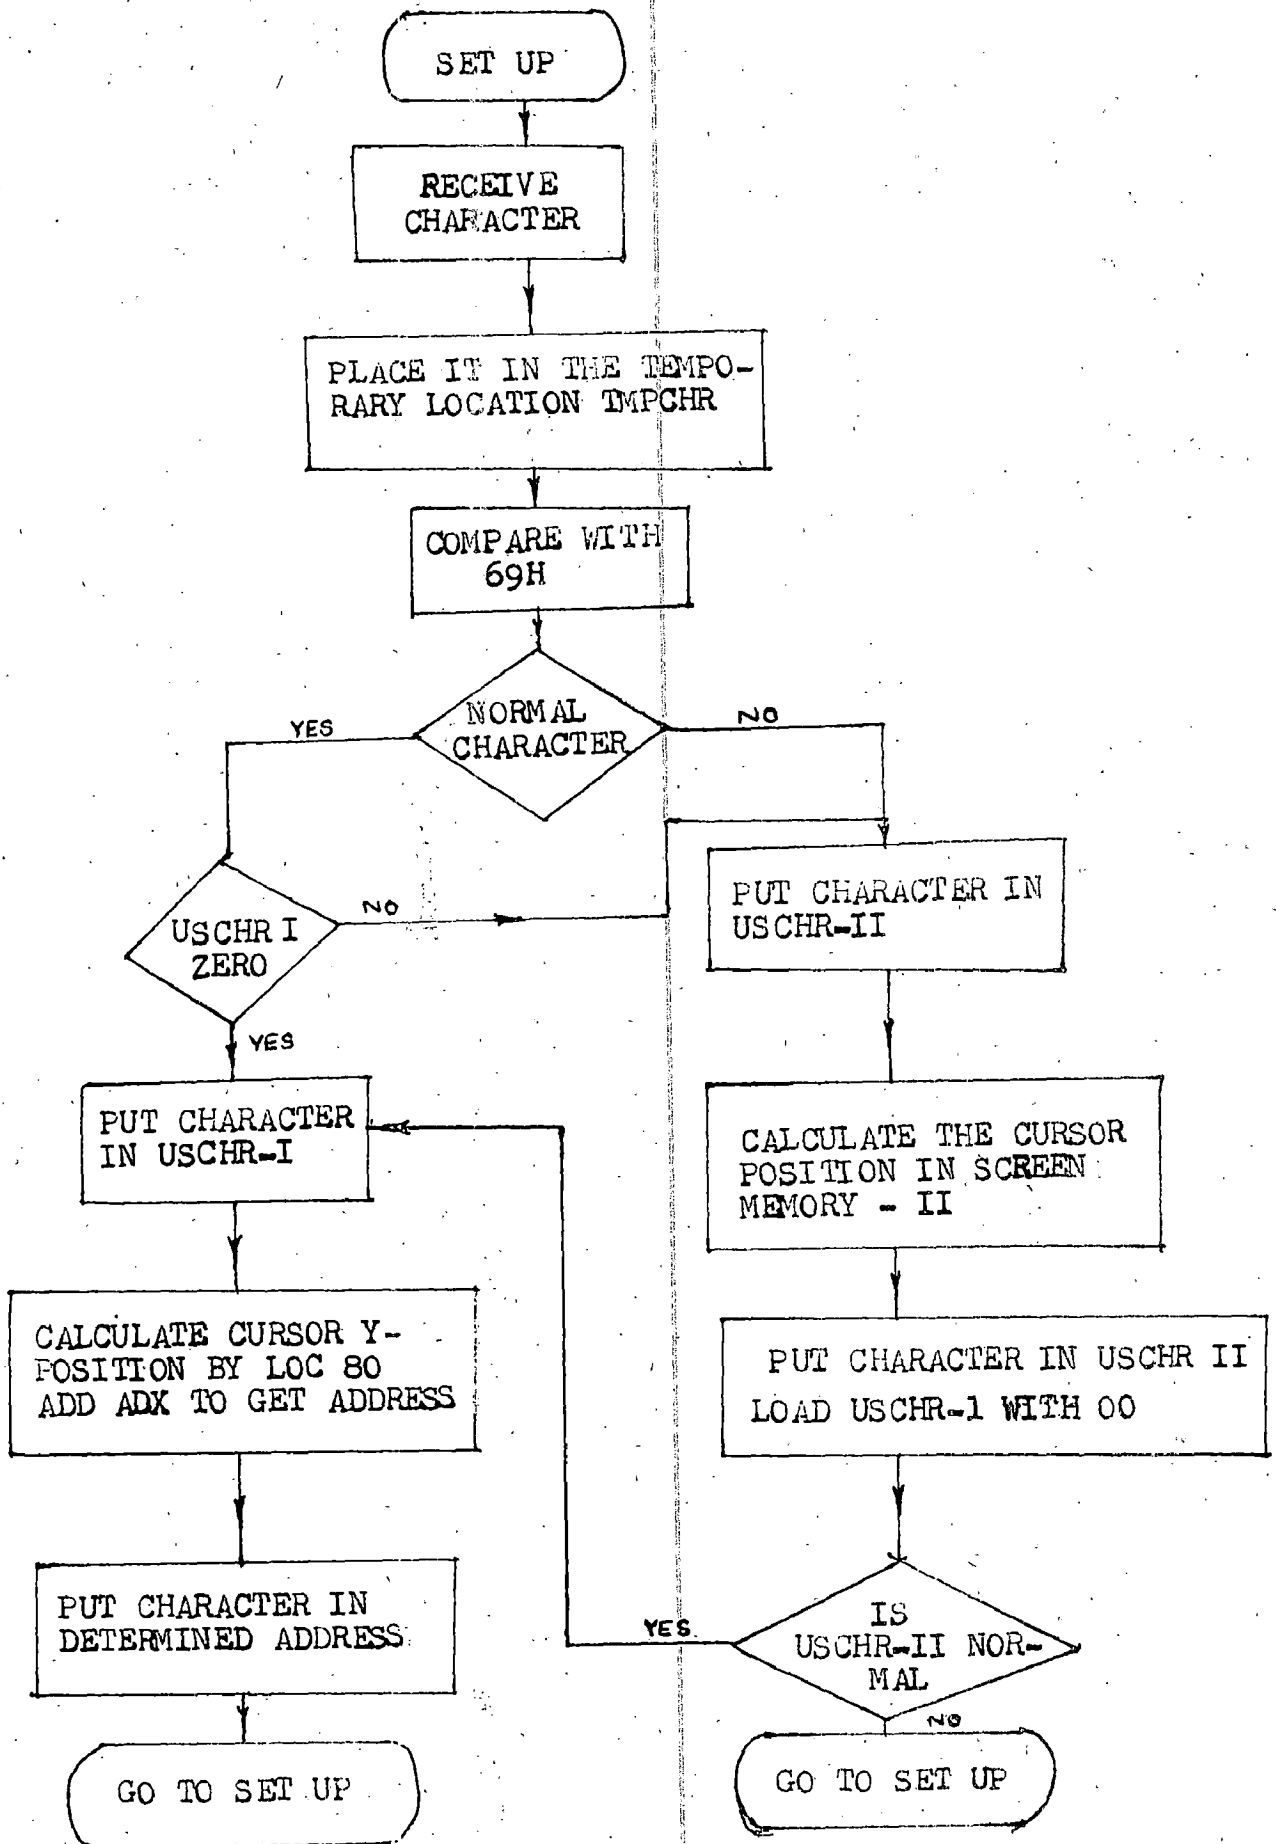 SET UP
RECEIVE
CHARACTER
PLACE IT IN THE TEMPO-
RARY LOCATION TMPCHR
COMPARE WITH
69H
NORMAL
CHARACTER
YES
NO
USCHR I
ZERO
NO
YES
PUT CHARACTER IN
USCHR-II
PUT CHARACTER
IN USCHR-I
CALCULATE THE CURSOR
POSITION IN SCREEN
MEMORY - II
CALCULATE CURSOR Y-
POSITION BY LOC 80
ADD ADX TO GET ADDRESS
PUT CHARACTER IN USCHR II
LOAD USCHR-1 WITH 00
PUT CHARACTER IN
DETERMINED ADDRESS
IS
USCHR-II NOR-
MAL
YES
NO
GO TO SET UP
GO TO SET UP